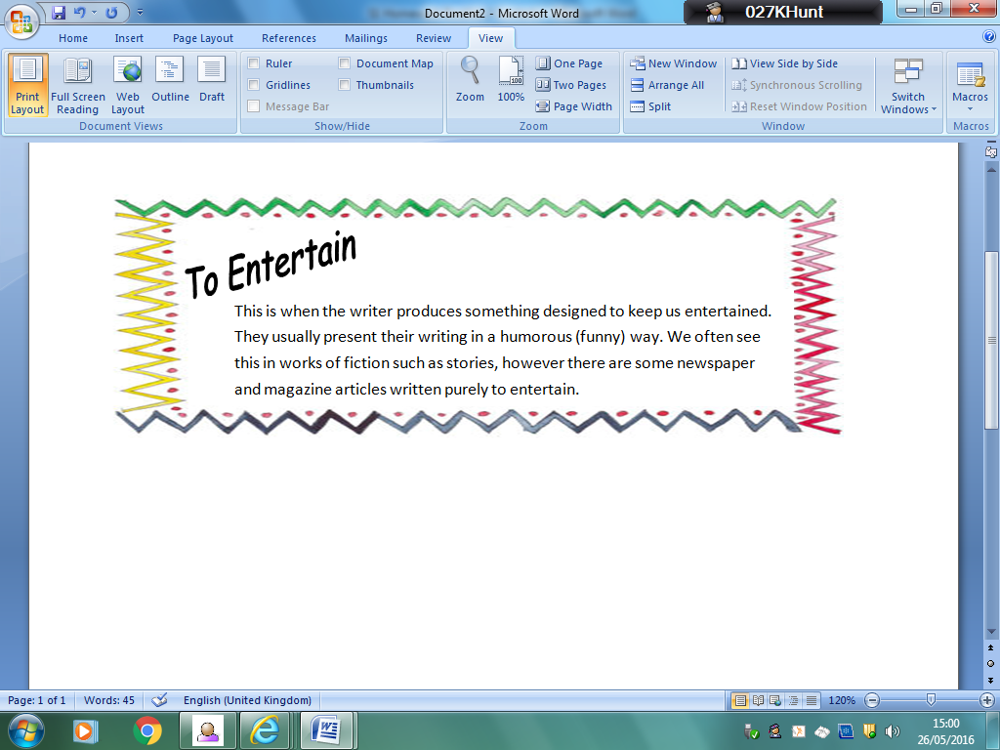 Document2 - Microsoft Word
027KHunt
Home Insert Page Layout References Mailings Review View
Ruler Document Map One Page New Window View Side by Side
Gridlines Thumbnails Two Pages Arrange All Synchronous Scrolling
Message Bar Page Width Split Reset Window Position
Print Layout Full Screen Reading Web Layout Outline Draft Zoom 100% Switch Windows Macros
Document Views Show/Hide Zoom Window Macros
To Entertain
This is when the writer produces something designed to keep us entertained.
They usually present their writing in a humorous (funny) way. We often see
this in works of fiction such as stories, however there are some newspaper
and magazine articles written purely to entertain.
Page: 1 of 1 Words: 45 English (United Kingdom) 120%
15:00
26/05/2016